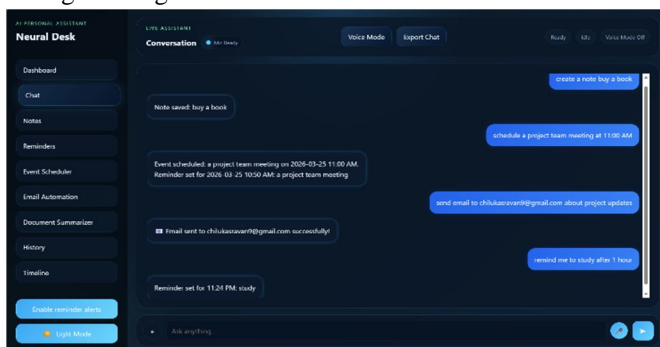 AI PERSONAL ASSISTANT
Neural Desk
Dashboard
Chat
Notes
Reminders
Event Scheduler
Email Automation
Document Summarizer
History
Timeline
Enable reminder alerts
Light Mode
LIVE ASSISTANT
Conversation
Ready
Voice Mode
Export Chat
Ready
Idle
Voice Mode Off
create a note buy a book
Note saved: buy a book
schedule a project team meeting at 11:00 AM
Event scheduled: a project team meeting on 2026-03-25 11:00 AM.
Reminder set for 2026-03-25 10:50 AM: a project team meeting
send email to chilukasravan9@gmail.com about project updates
Email sent to chilukasravan9@gmail.com successfully!
remind me to study after 1 hour
Reminder set for 11:24 PM: study
Ask anything